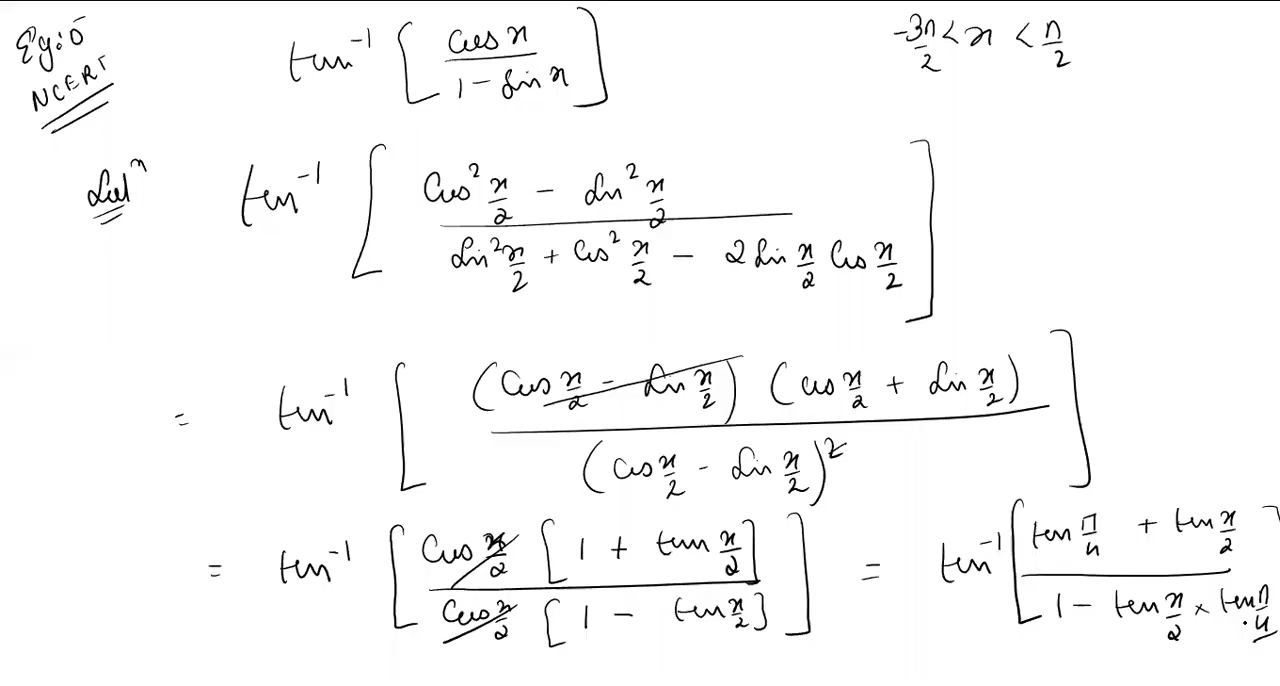 Eg:5 tan⁻¹ [ cos x / 1 - sin x ] -3π/2 < x < π/2
NCERT
Solⁿ tan⁻¹ [ cos² x/2 - sin² x/2 / sin² x/2 + cos² x/2 - 2 sin x/2 cos x/2 ]
= tan⁻¹ [ (cos x/2 - sin x/2) (cos x/2 + sin x/2) / (cos x/2 - sin x/2)² ]
= tan⁻¹ [ cos x/2 [ 1 + tan x/2 ] / cos x/2 [ 1 - tan x/2 ] ] = tan⁻¹ [ tan π/4 + tan x/2 / 1 - tan x/2 × tan π/4 ]